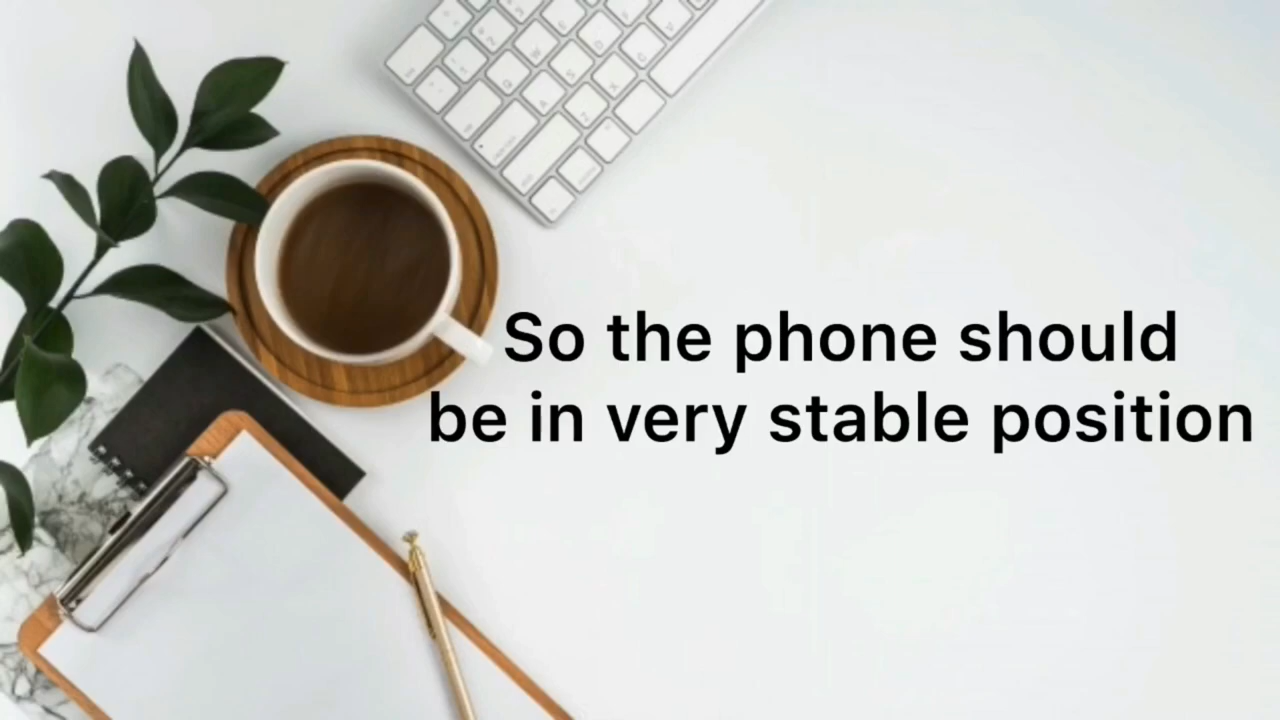 So the phone should
be in very stable position